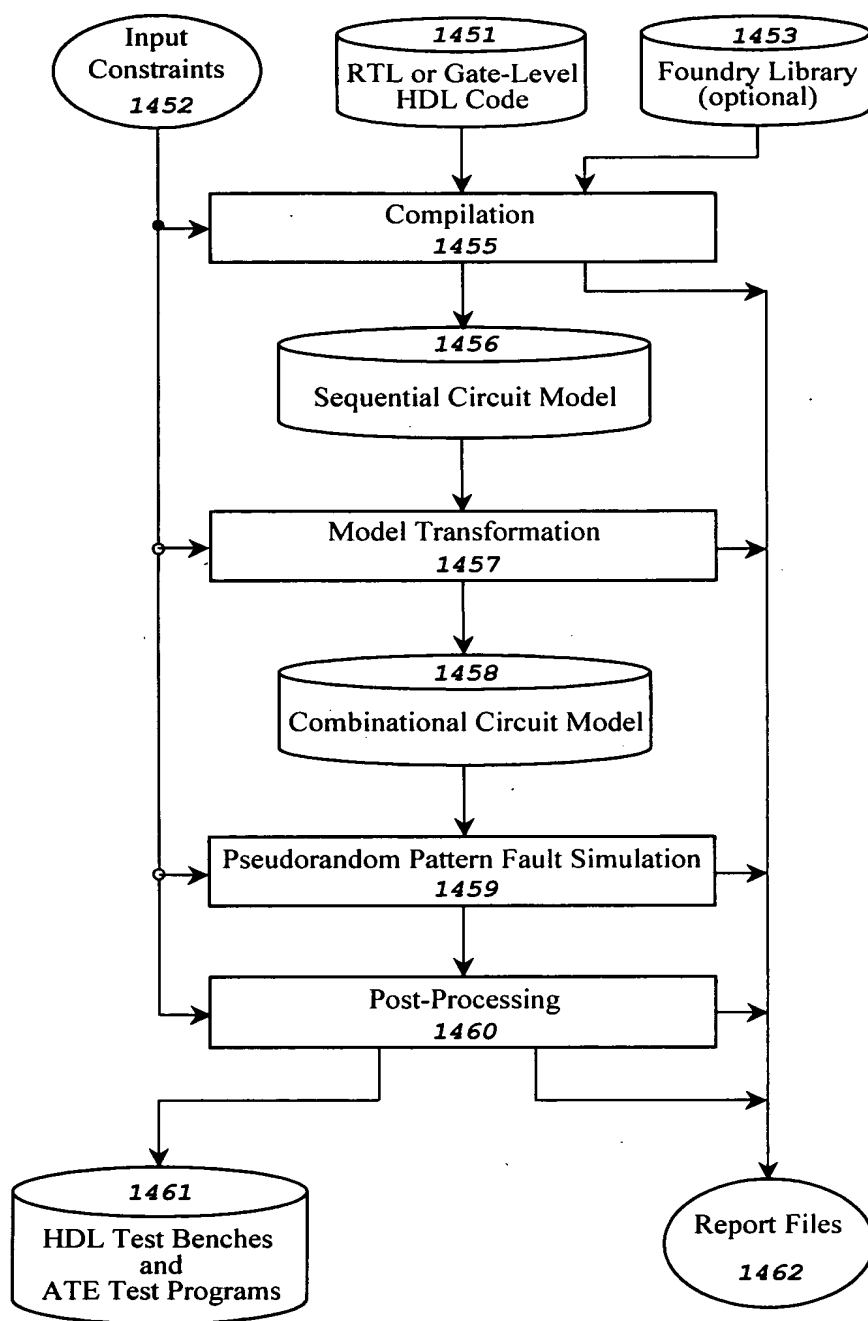 Input
Constraints
1452
1451
RTL or Gate-Level
HDL Code
1453
Foundry Library
(optional)
Compilation
1455
1456
Sequential Circuit Model
Model Transformation
1457
1458
Combinational Circuit Model
Pseudorandom Pattern Fault Simulation
1459
Post-Processing
1460
1461
HDL Test Benches
and
ATE Test Programs
Report Files
1462